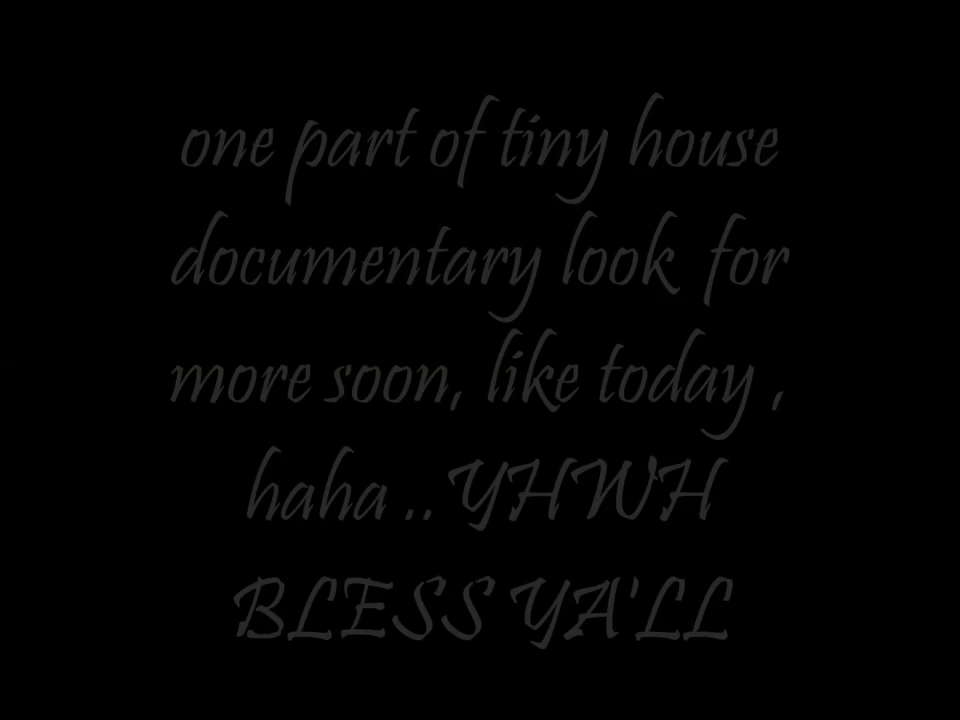 one part of tiny house
documentary look for
more soon, like today ,
haha .. YHWH
BLESS YA'LL